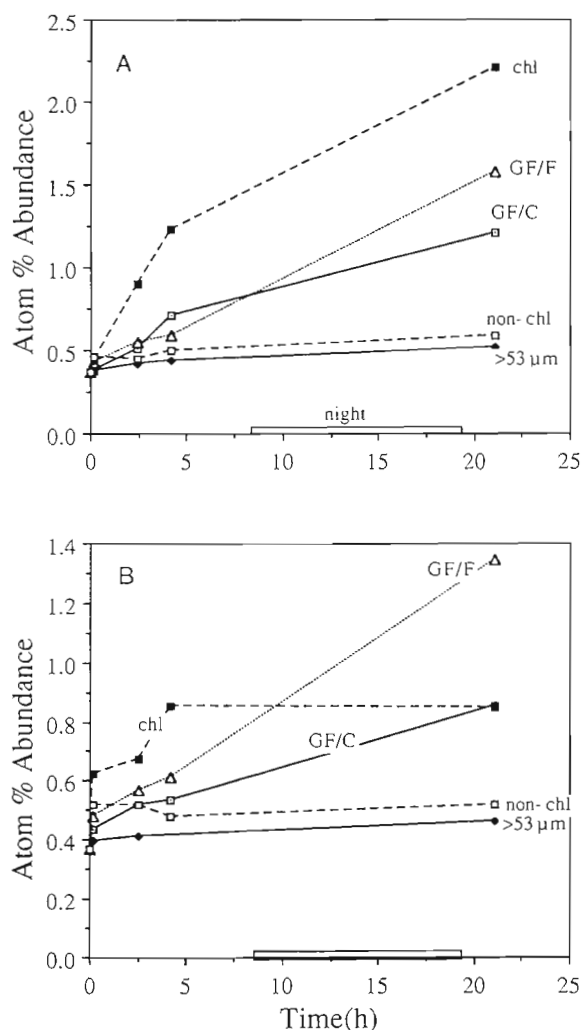 2.5
A
chl
2.0
GF/F
1.5
GF/C
Atom % Abundance
1.0
non- chl
0.5
>53 µm
night
0.0
0 5 10 15 20 25
1.4
B
GF/F
1.2
1.0
chl
Atom % Abundance
0.8
GF/C
0.6
non- chl
>53 µm
0.4
0.2
0.0
0 5 10 15 20 25
Time(h)